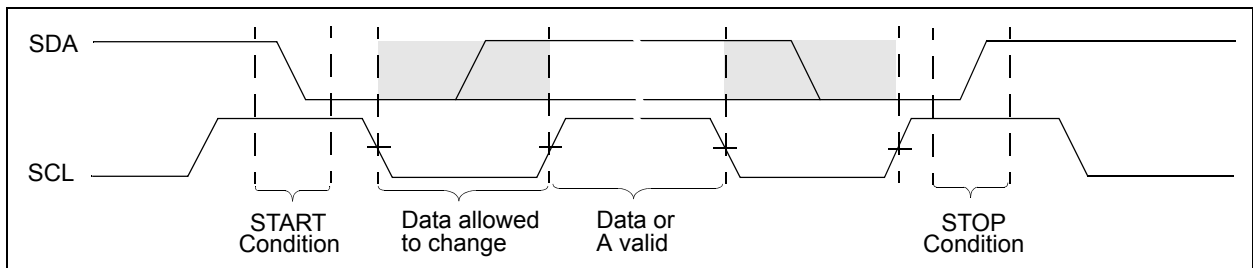 SDA
SCL
START
Condition
Data allowed
to change
Data or
A valid
STOP
Condition